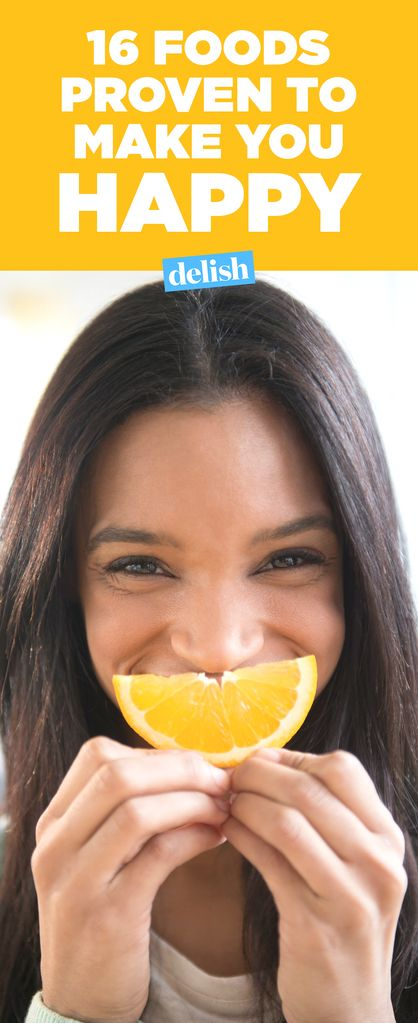 16 FOODS
PROVEN TO
MAKE YOU
HAPPY
delish